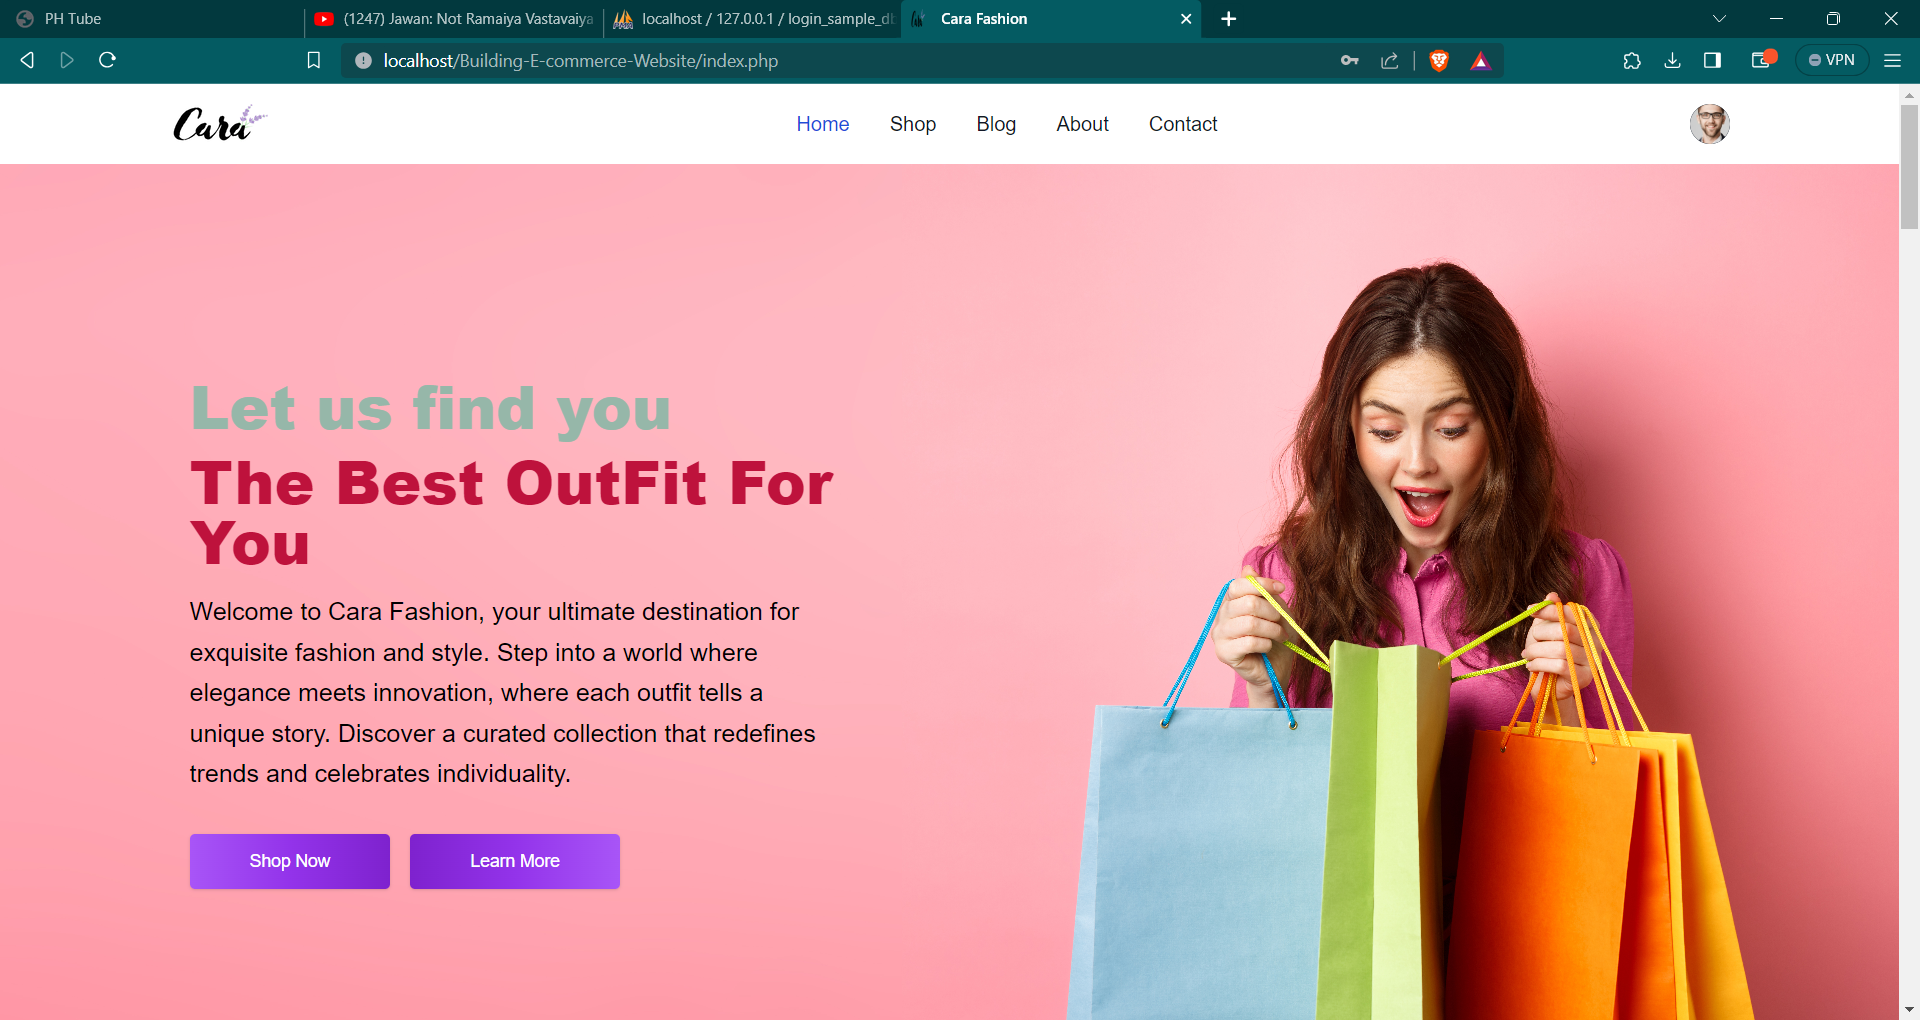 PH Tube
(1247) Jawan: Not Ramaiya Vastavaiya
localhost / 127.0.0.1 / login_sample_d
Cara Fashion
localhost/Building-E-commerce-Website/index.php
VPN
Cara
Home
Shop
Blog
About
Contact
Let us find you
The Best OutFit For
You
Welcome to Cara Fashion, your ultimate destination for
exquisite fashion and style. Step into a world where
elegance meets innovation, where each outfit tells a
unique story. Discover a curated collection that redefines
trends and celebrates individuality.
Shop Now
Learn More